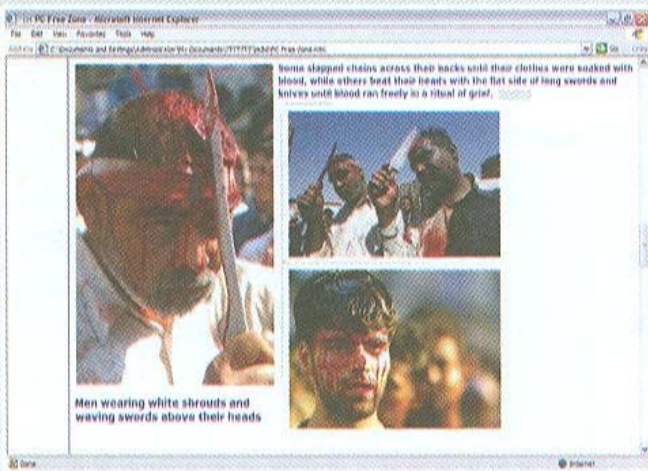 PC Free Zone - Microsoft Internet Explorer
File Edit View Favorites Tools Help
Some slapped chains across their backs until their clothes were soaked with
blood, while others beat their heads with the flat side of long swords and
knives until blood ran freely in a ritual of grief.
Men wearing white shrouds and
waving swords above their heads
Done
Internet